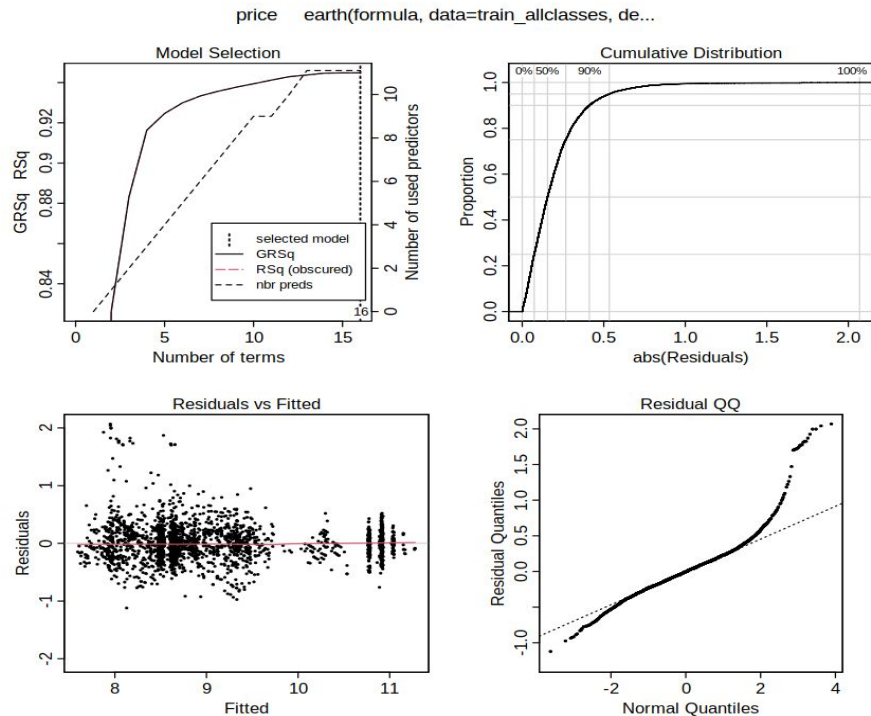 price earth(formula, data=train_allclasses, de...
Model Selection
GRSq RSq
0.84 0.88 0.9 0.92
Number of used predictors
0 2 4 6 8 10
selected model
GRSq
RSq (obscured)
nbr preds
16
0 5 10 15
Number of terms
Cumulative Distribution
0% 50% 90% 100%
Proportion
0.0 0.2 0.4 0.6 0.8 1.0
0.0 0.5 1.0 1.5 2.0
abs(Residuals)
Residuals vs Fitted
Residuals
-2 -1 0 1 2
8 9 10 11
Fitted
Residual QQ
Residual Quantiles
-1.0 0.0 0.5 1.0 1.5 2.0
-2 0 2 4
Normal Quantiles